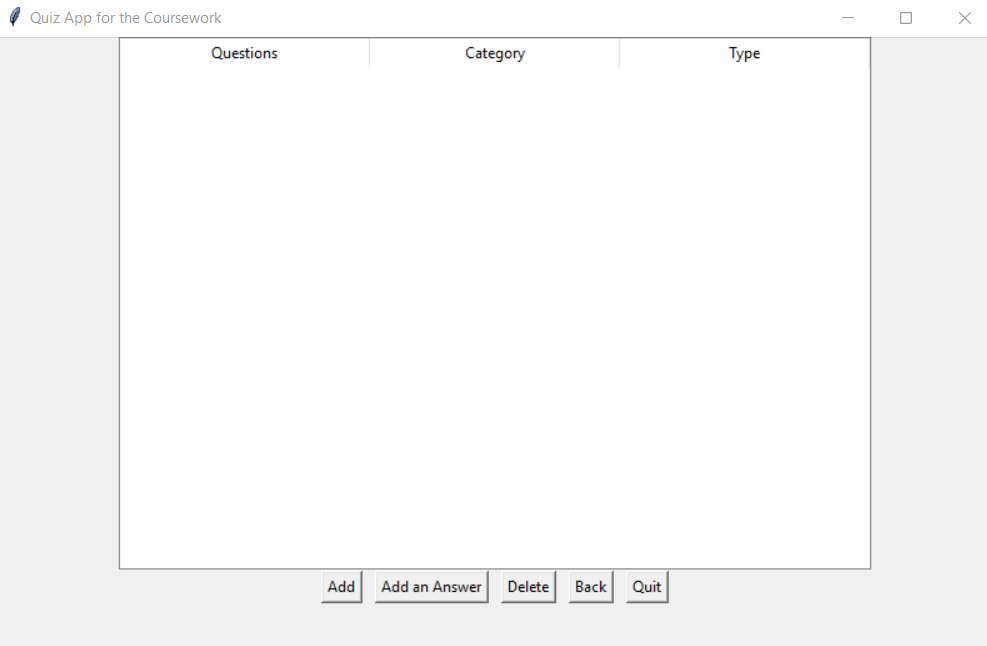 Quiz App for the Coursework
Questions Category Type
Add Add an Answer Delete Back Quit